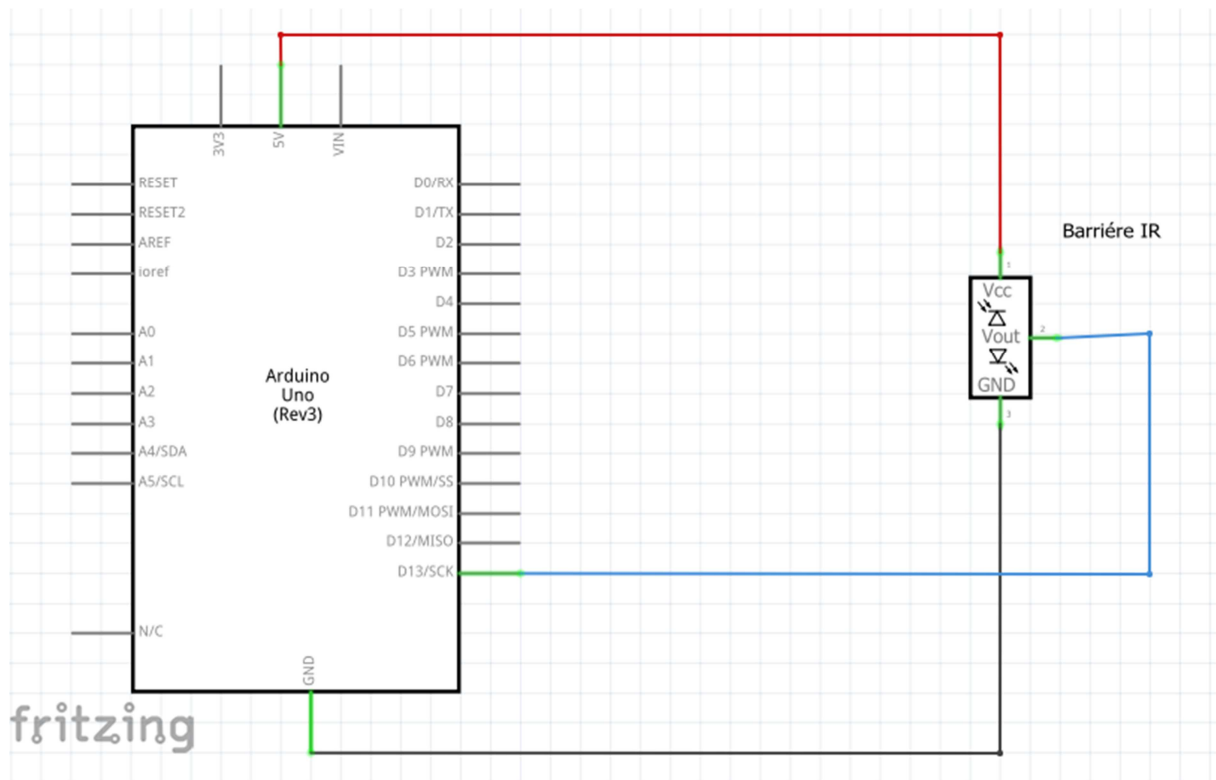 3V3
5V
VIN
RESET
RESET2
AREF
ioref
A0
A1
A2
A3
A4/SDA
A5/SCL
N/C
Arduino
Uno
(Rev3)
D0/RX
D1/TX
D2
D3 PWM
D4
D5 PWM
D6 PWM
D7
D8
D9 PWM
D10 PWM/SS
D11 PWM/MOSI
D12/MISO
D13/SCK
GND
Barriére IR
1
Vcc
Vout
2
GND
3
fritzing